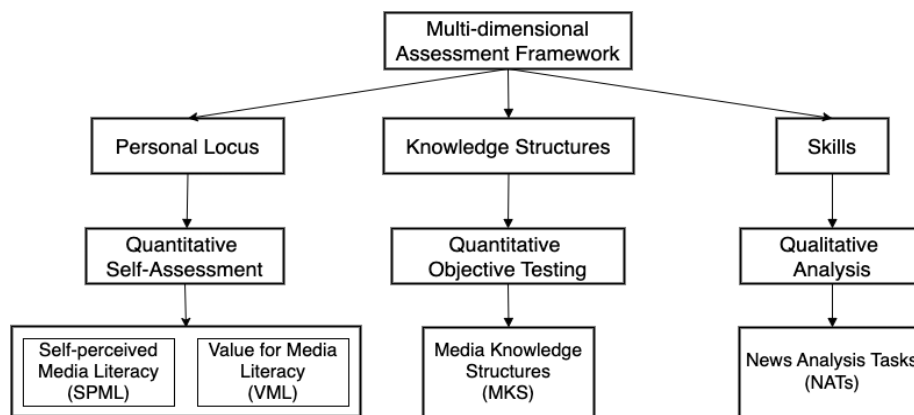 Multi-dimensional
Assessment Framework
Personal Locus
Knowledge Structures
Skills
Quantitative
Self-Assessment
Quantitative
Objective Testing
Qualitative
Analysis
Self-perceived
Media Literacy
(SPML)
Value for Media
Literacy
(VML)
Media Knowledge
Structures
(MKS)
News Analysis Tasks
(NATs)